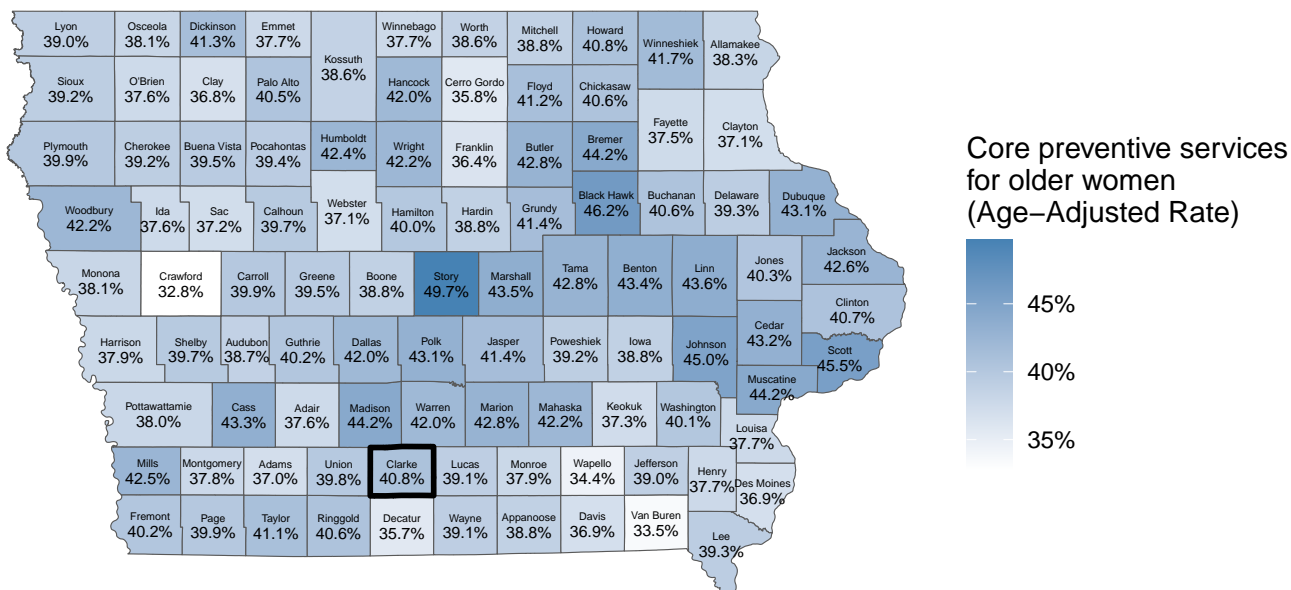 Lyon
39.0%
Osceola
38.1%
Dickinson
41.3%
Emmet
37.7%
Kossuth
38.6%
Winnebago
37.7%
Worth
38.6%
Mitchell
38.8%
Howard
40.8%
Winneshiek
41.7%
Allamakee
38.3%
Sioux
39.2%
O'Brien
37.6%
Clay
36.8%
Palo Alto
40.5%
Hancock
42.0%
Cerro Gordo
35.8%
Floyd
41.2%
Chickasaw
40.6%
Fayette
37.5%
Clayton
37.1%
Plymouth
39.9%
Cherokee
39.2%
Buena Vista
39.5%
Pocahontas
39.4%
Humboldt
42.4%
Wright
42.2%
Franklin
36.4%
Butler
42.8%
Bremer
44.2%
Woodbury
42.2%
Ida
37.6%
Sac
37.2%
Calhoun
39.7%
Webster
37.1%
Hamilton
40.0%
Hardin
38.8%
Grundy
41.4%
Black Hawk
46.2%
Buchanan
40.6%
Delaware
39.3%
Dubuque
43.1%
Monona
38.1%
Crawford
32.8%
Carroll
39.9%
Greene
39.5%
Boone
38.8%
Story
49.7%
Marshall
43.5%
Tama
42.8%
Benton
43.4%
Linn
43.6%
Jones
40.3%
Jackson
42.6%
Clinton
40.7%
Harrison
37.9%
Shelby
39.7%
Audubon
38.7%
Guthrie
40.2%
Dallas
42.0%
Polk
43.1%
Jasper
41.4%
Poweshiek
39.2%
Iowa
38.8%
Johnson
45.0%
Cedar
43.2%
Scott
45.5%
Muscatine
44.2%
Pottawattamie
38.0%
Cass
43.3%
Adair
37.6%
Madison
44.2%
Warren
42.0%
Marion
42.8%
Mahaska
42.2%
Keokuk
37.3%
Washington
40.1%
Louisa
37.7%
Mills
42.5%
Montgomery
37.8%
Adams
37.0%
Union
39.8%
Clarke
40.8%
Lucas
39.1%
Monroe
37.9%
Wapello
34.4%
Jefferson
39.0%
Henry
37.7%
Des Moines
36.9%
Fremont
40.2%
Page
39.9%
Taylor
41.1%
Ringgold
40.6%
Decatur
35.7%
Wayne
39.1%
Appanoose
38.8%
Davis
36.9%
Van Buren
33.5%
Lee
39.3%
Core preventive services
for older women
(Age−Adjusted Rate)
45%
40%
35%